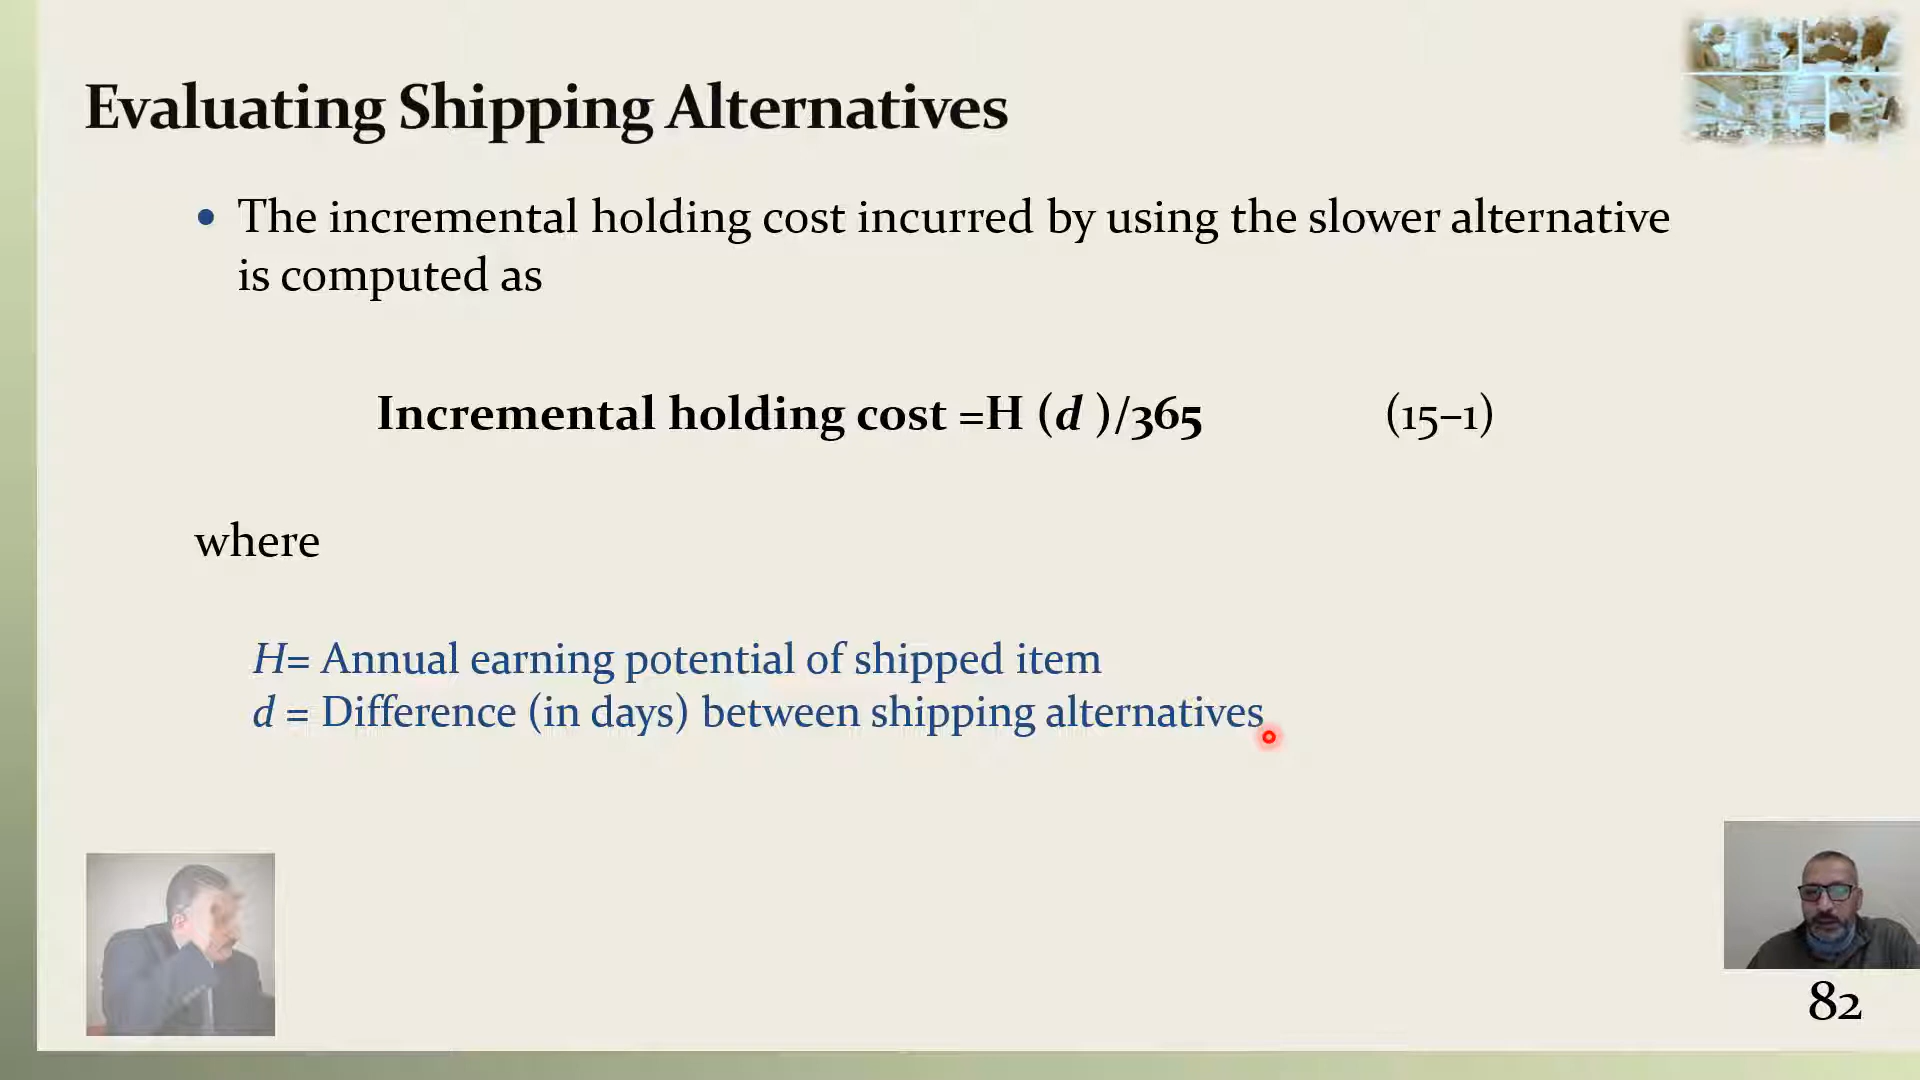 Evaluating Shipping Alternatives
• The incremental holding cost incurred by using the slower alternative
is computed as
Incremental holding cost =H (d )/365 (15–1)
where
H= Annual earning potential of shipped item
d = Difference (in days) between shipping alternatives
82